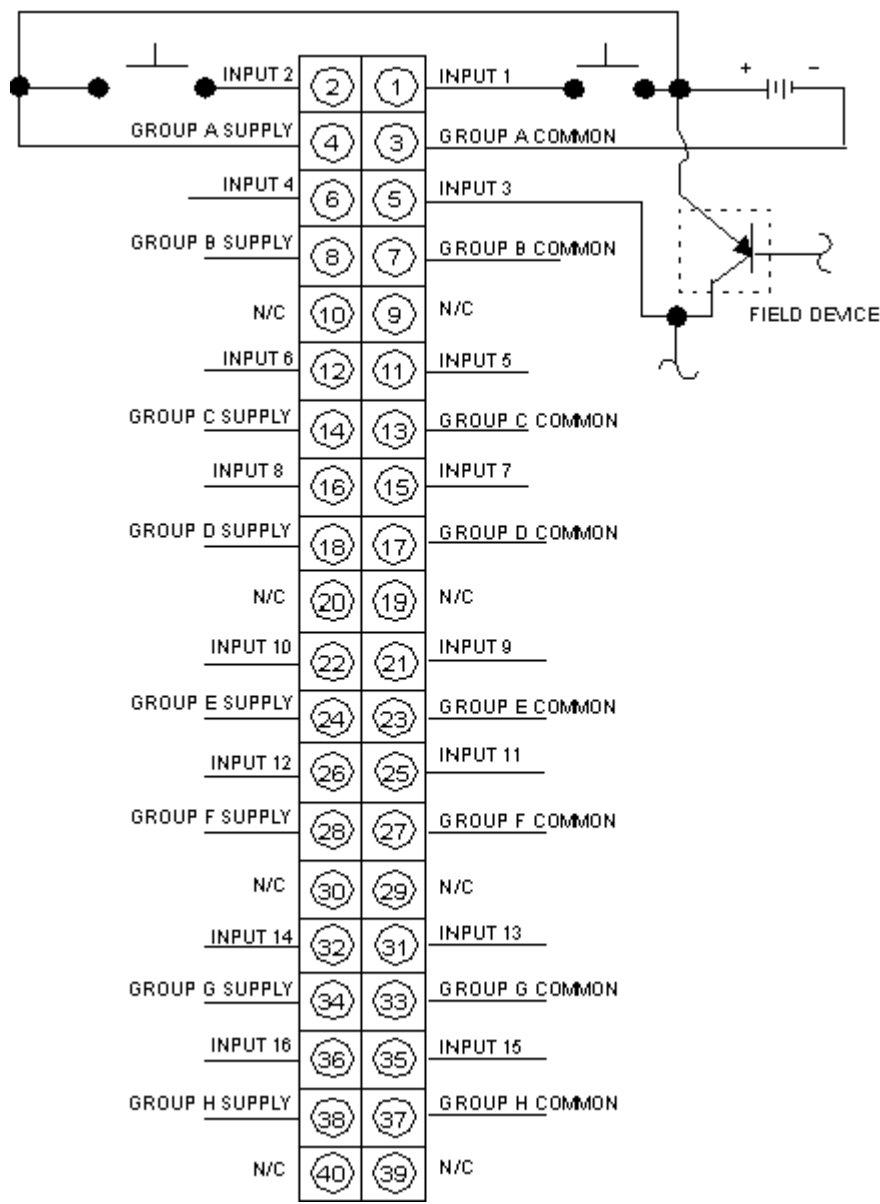 INPUT 2 2 1 INPUT 1 + −
GROUP A SUPPLY 4 3 GROUP A COMMON
INPUT 4 6 5 INPUT 3
GROUP B SUPPLY 8 7 GROUP B COMMON
N/C 10 9 N/C FIELD DEVICE
INPUT 6 12 11 INPUT 5
GROUP C SUPPLY 14 13 GROUP C COMMON
INPUT 8 16 15 INPUT 7
GROUP D SUPPLY 18 17 GROUP D COMMON
N/C 20 19 N/C
INPUT 10 22 21 INPUT 9
GROUP E SUPPLY 24 23 GROUP E COMMON
INPUT 12 26 25 INPUT 11
GROUP F SUPPLY 28 27 GROUP F COMMON
N/C 30 29 N/C
INPUT 14 32 31 INPUT 13
GROUP G SUPPLY 34 33 GROUP G COMMON
INPUT 16 36 35 INPUT 15
GROUP H SUPPLY 38 37 GROUP H COMMON
N/C 40 39 N/C